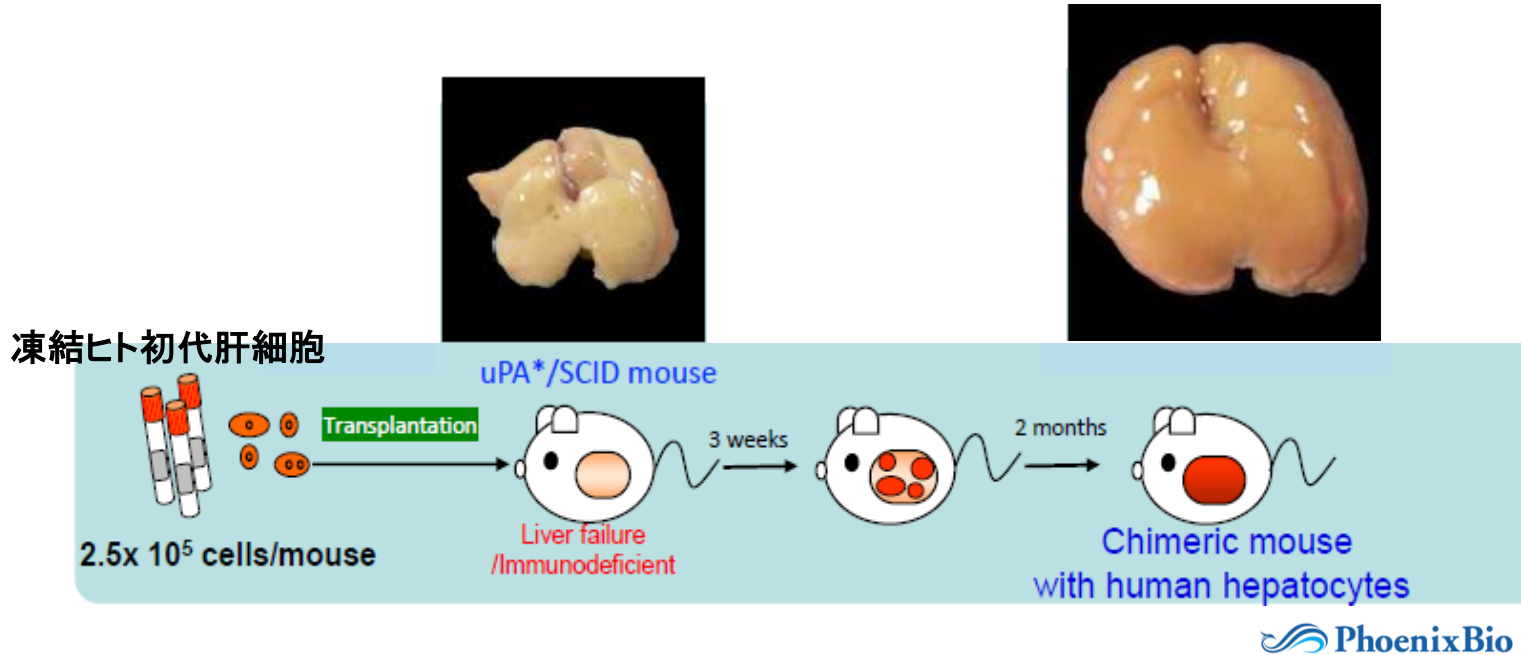 凍結ヒト初代肝細胞
uPA*/SCID mouse
Transplantation
3 weeks
2 months
2.5x 10⁵ cells/mouse
Liver failure
/Immunodeficient
Chimeric mouse
with human hepatocytes
PhoenixBio